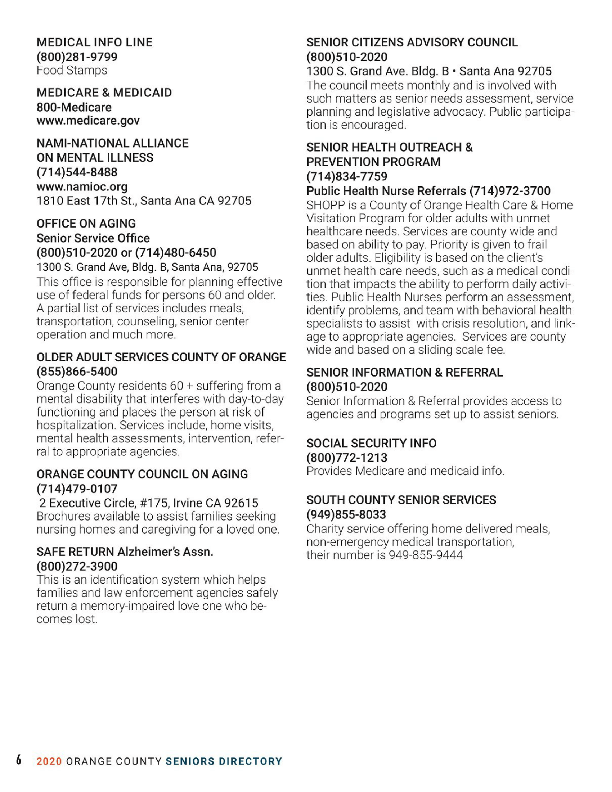 MEDICAL INFO LINE
(800)281-9799
Food Stamps
MEDICARE & MEDICAID
800-Medicare
www.medicare.gov
NAMI-NATIONAL ALLIANCE
ON MENTAL ILLNESS
(714)544-8488
www.namioc.org
1810 East 17th St., Santa Ana CA 92705
OFFICE ON AGING
Senior Service Office
(800)510-2020 or (714)480-6450
1300 S. Grand Ave, Bldg. B, Santa Ana, 92705
This office is responsible for planning effective
use of federal funds for persons 60 and older.
A partial list of services includes meals,
transportation, counseling, senior center
operation and much more.
OLDER ADULT SERVICES COUNTY OF ORANGE
(855)866-5400
Orange County residents 60 + suffering from a
mental disability that interferes with day-to-day
functioning and places the person at risk of
hospitalization. Services include, home visits,
mental health assessments, intervention, refer-
ral to appropriate agencies.
ORANGE COUNTY COUNCIL ON AGING
(714)479-0107
2 Executive Circle, #175, Irvine CA 92615
Brochures available to assist families seeking
nursing homes and caregiving for a loved one.
SAFE RETURN Alzheimer's Assn.
(800)272-3900
This is an identification system which helps
families and law enforcement agencies safely
return a memory-impaired love one who be-
comes lost.
SENIOR CITIZENS ADVISORY COUNCIL
(800)510-2020
1300 S. Grand Ave. Bldg. B • Santa Ana 92705
The council meets monthly and is involved with
such matters as senior needs assessment, service
planning and legislative advocacy. Public participa
tion is encouraged.
SENIOR HEALTH OUTREACH &
PREVENTION PROGRAM
(714)834-7759
Public Health Nurse Referrals (714)972-3700
SHOPP is a County of Orange Health Care & Home
Visitation Program for older adults with unmet
healthcare needs. Services are county wide and
based on ability to pay. Priority is given to frail
older adults. Eligibility is based on the client's
unmet health care needs, such as a medical condi
tion that impacts the ability to perform daily activi-
ties. Public Health Nurses perform an assessment,
identify problems, and team with behavioral health
specialists to assist with crisis resolution, and link-
age to appropriate agencies. Services are county
wide and based on a sliding scale fee.
SENIOR INFORMATION & REFERRAL
(800)510-2020
Senior Information & Referral provides access to
agencies and programs set up to assist seniors.
SOCIAL SECURITY INFO
(800)772-1213
Provides Medicare and medicaid info.
SOUTH COUNTY SENIOR SERVICES
(949)855-8033
Charity service offering home delivered meals,
non-emergency medical transportation,
their number is 949-855-9444
6 2020 ORANGE COUNTY SENIORS DIRECTORY